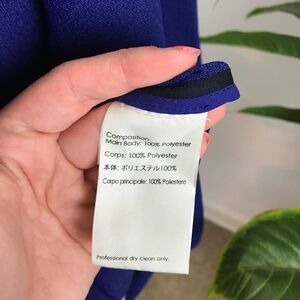 Composition:
Main Body: 100% Polyester
Corps: 100% Polyester
本体: ポリエステル100%
Carpo principale: 100% Poliestere
Professional dry clean only.